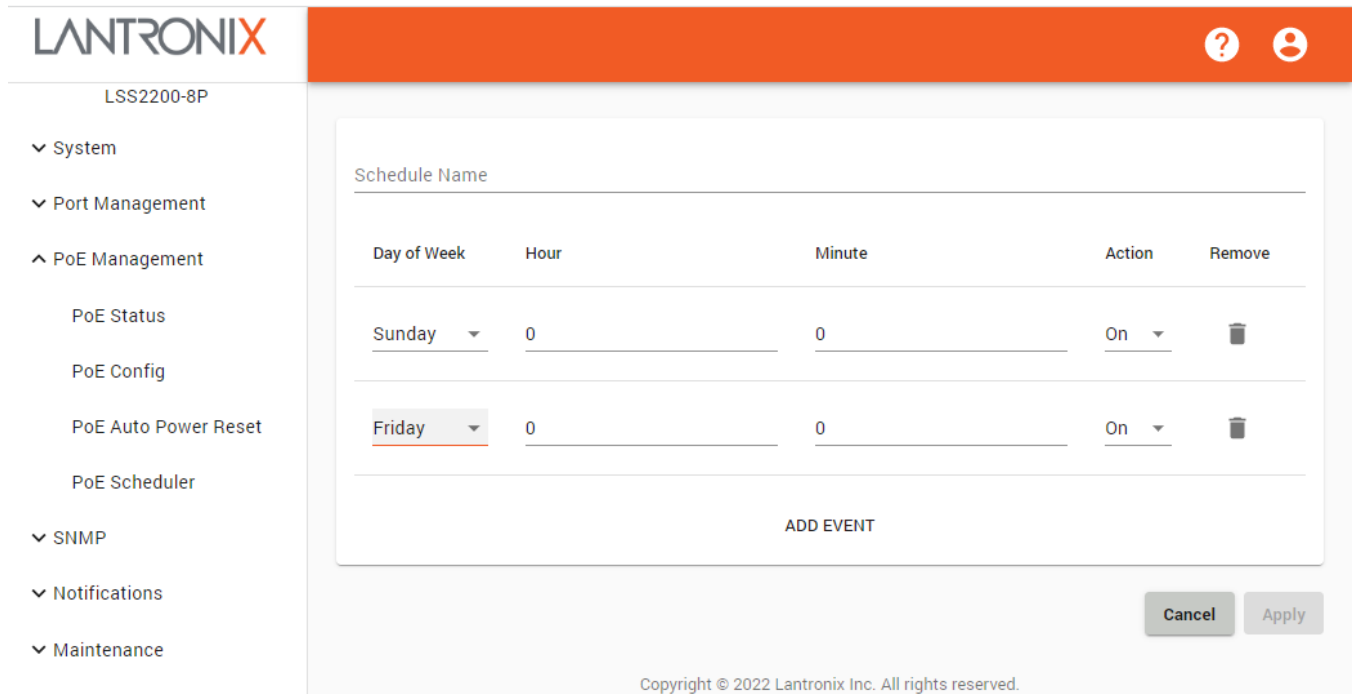 LANTRONIX
LSS2200-8P
System
Port Management
PoE Management
PoE Status
PoE Config
PoE Auto Power Reset
PoE Scheduler
SNMP
Notifications
Maintenance
?
Schedule Name
Day of Week Hour Minute Action Remove
Sunday 0 0 On
Friday 0 0 On
ADD EVENT
Cancel Apply
Copyright © 2022 Lantronix Inc. All rights reserved.